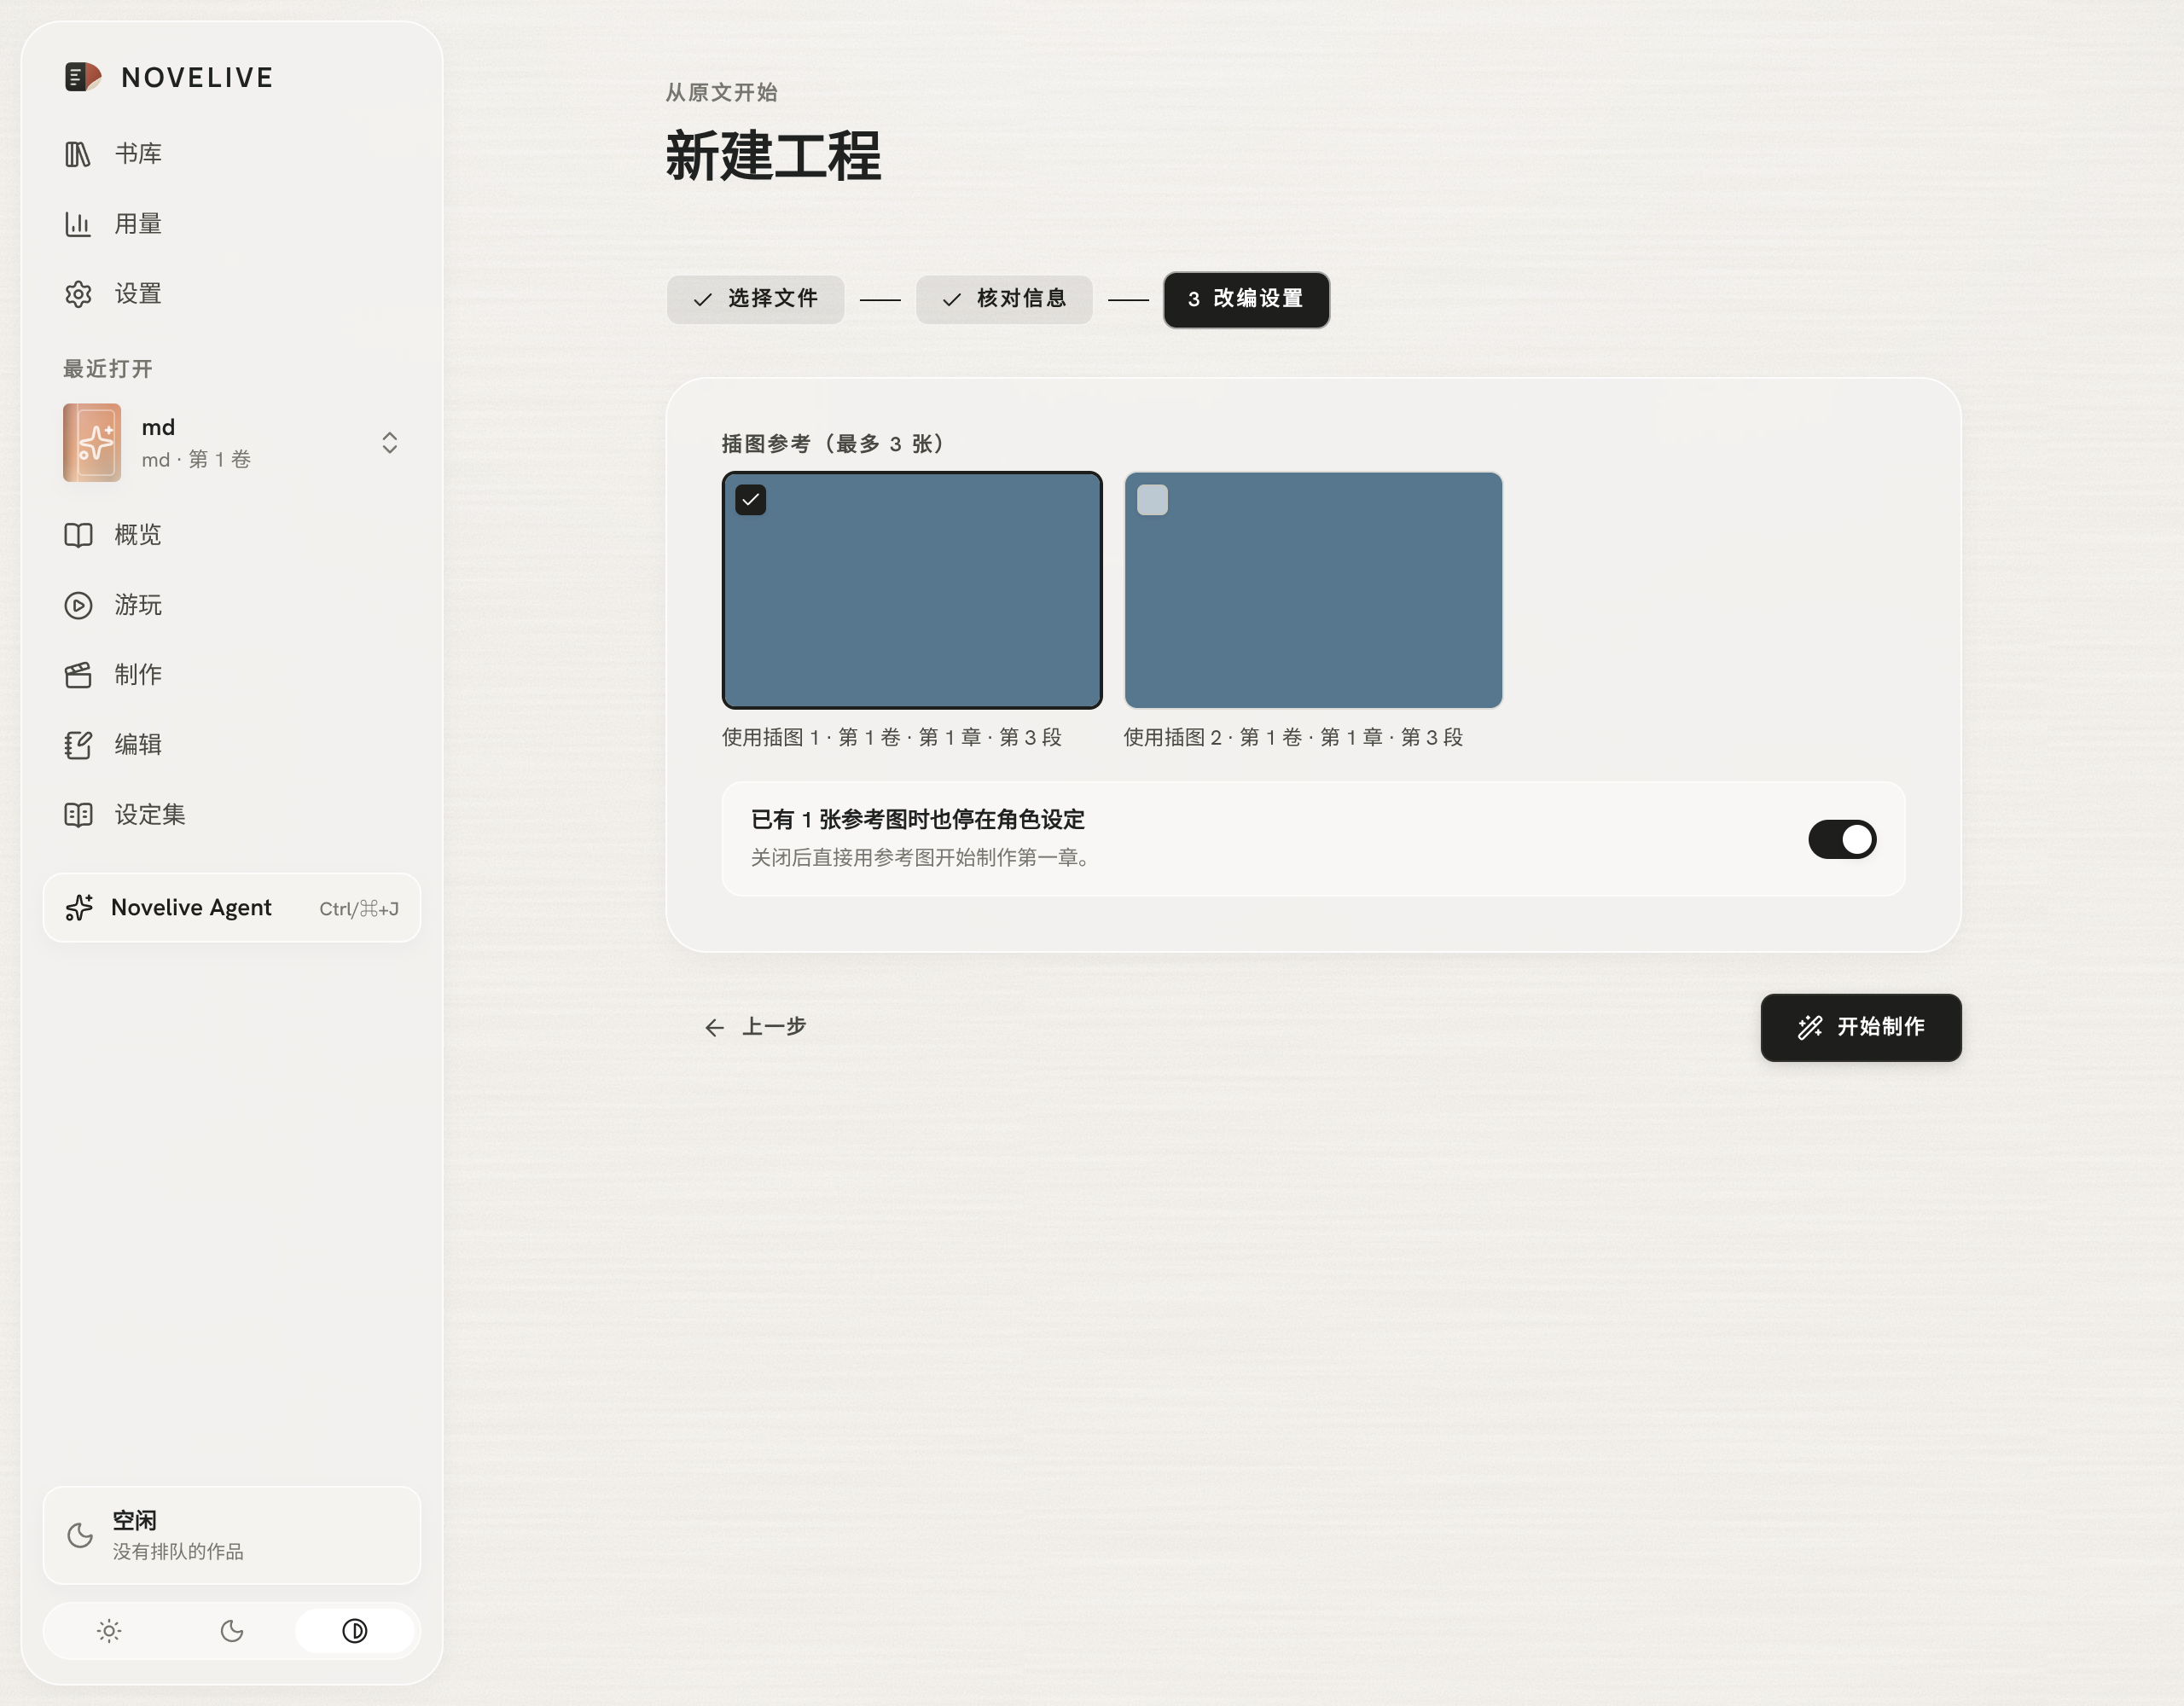 NOVELIVE
书库
用量
设置
最近打开
md
md · 第 1 卷
概览
游玩
制作
编辑
设定集
Novelive Agent
Ctrl/⌘+J
空闲
没有排队的作品
从原文开始
新建工程
选择文件
核对信息
3 改编设置
插图参考（最多 3 张）
使用插图 1 · 第 1 卷 · 第 1 章 · 第 3 段
使用插图 2 · 第 1 卷 · 第 1 章 · 第 3 段
已有 1 张参考图时也停在角色设定
关闭后直接用参考图开始制作第一章。
上一步
开始制作